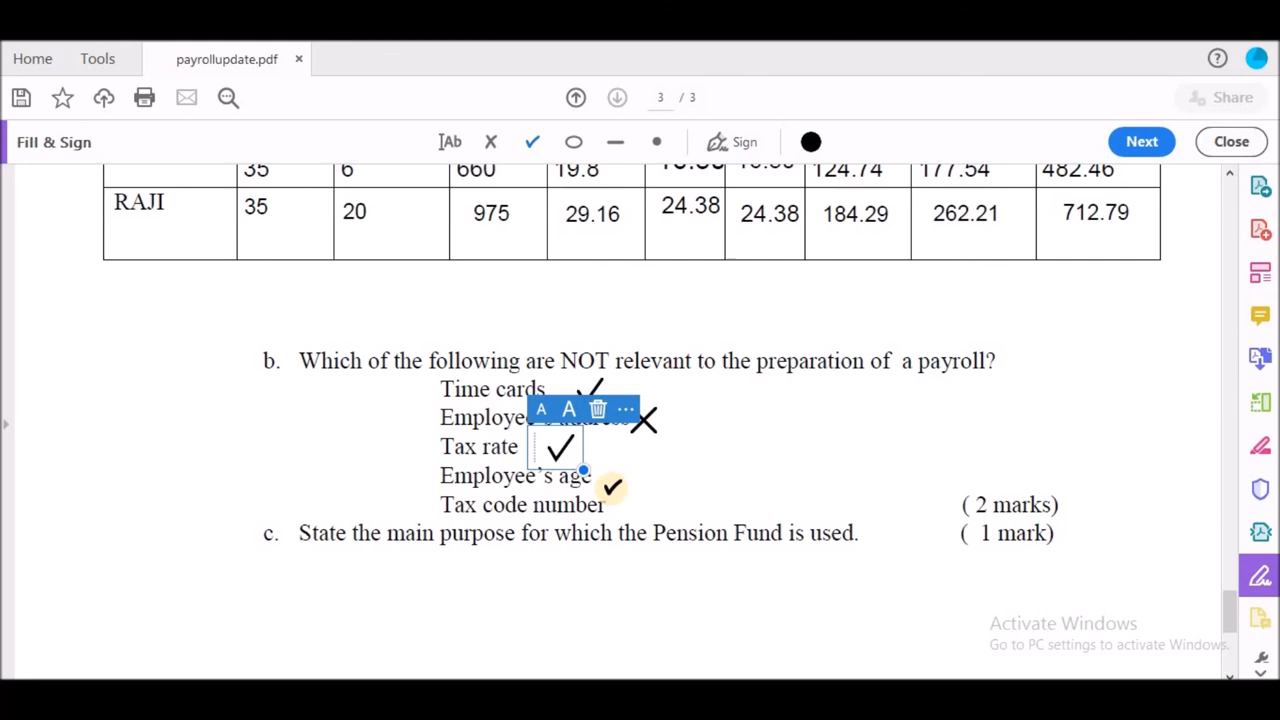 Home Tools payrollupdate.pdf ×
3 / 3 Share
Fill & Sign Ab Sign Next Close
35 6 660 19.8 124.74 177.54 482.46
RAJI 35 20 975 29.16 24.38 24.38 184.29 262.21 712.79
b. Which of the following are NOT relevant to the preparation of a payroll?
Time cards
Employee's address
A A
Tax rate
Employee's age
Tax code number ( 2 marks)
c. State the main purpose for which the Pension Fund is used. ( 1 mark)
Activate Windows
Go to PC settings to activate Windows.